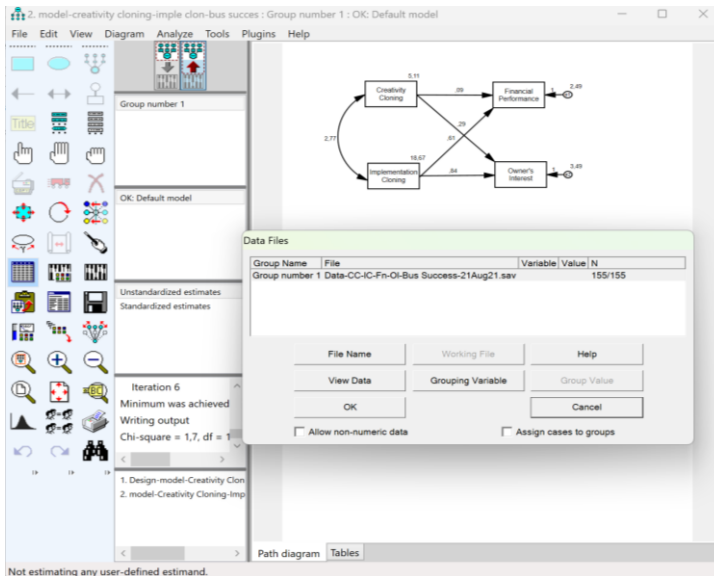 2. model-creativity cloning-imple clon-bus succes : Group number 1 : OK: Default model
File Edit View Diagram Analyze Tools Plugins Help
Title
Group number 1
OK: Default model
Unstandardized estimates
Standardized estimates
Iteration 6
Minimum was achieved
Writing output
Chi-square = 1,7, df = 1
1. Design-model-Creativity Clon
2. model-Creativity Cloning-Imp
5,11
Creativity
Cloning
,09
Financial
Performance
1
2,49
,29
2,77
,61
18,67
Implementation
Cloning
,84
Owner's
Interest
1
3,49
Data Files
Group Name File Variable Value N
Group number 1 Data-CC-IC-Fn-OI-Bus Success-21Aug21.sav 155/155
File Name Working File Help
View Data Grouping Variable Group Value
OK Cancel
Allow non-numeric data Assign cases to groups
Path diagram Tables
Not estimating any user-defined estimand.